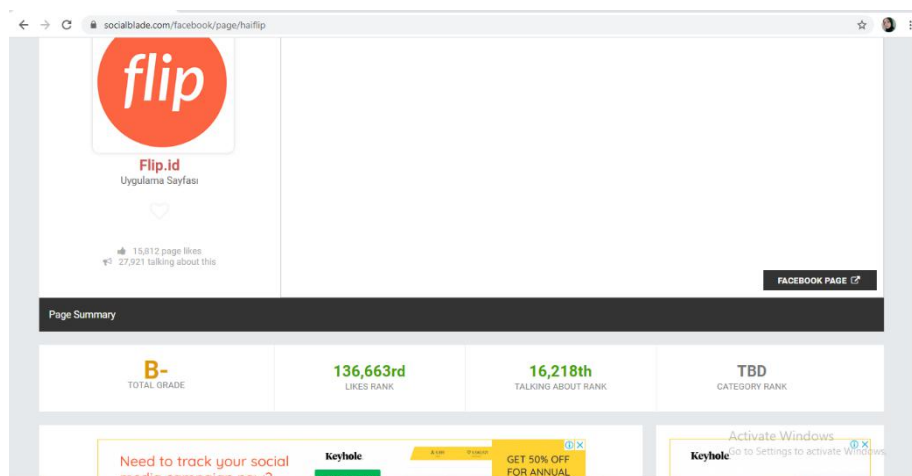 socialblade.com/facebook/page/haiflip
flip
Flip.id
Uygulama Sayfası
15,812 page likes
27,921 talking about this
FACEBOOK PAGE
Page Summary
B-
TOTAL GRADE
136,663rd
LIKES RANK
16,218th
TALKING ABOUT RANK
TBD
CATEGORY RANK
Need to track your social
Keyhole
GET 50% OFF
FOR ANNUAL
Keyhole
Activate Windows
Go to Settings to activate Windows.